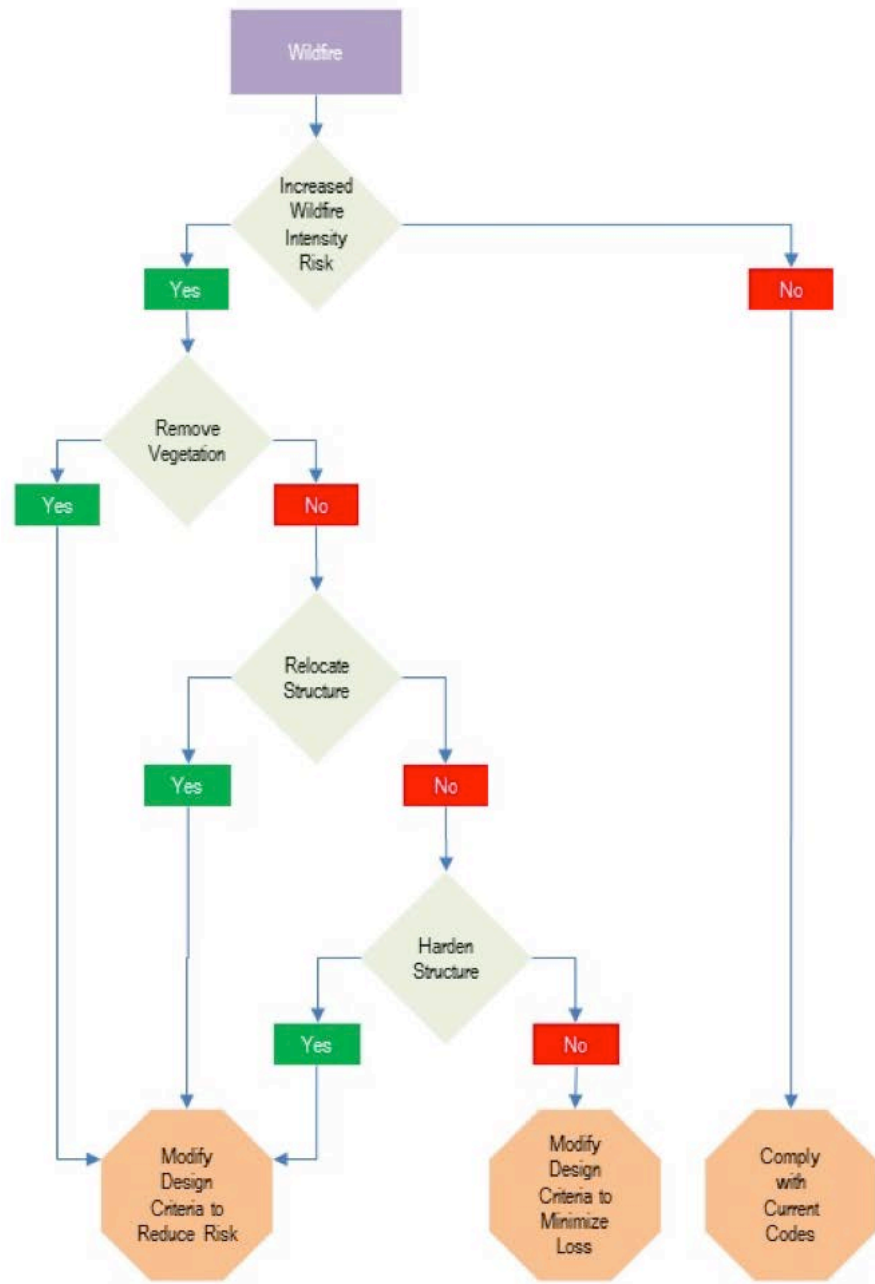 Wildfire
Increased
Wildfire
Intensity
Risk
Yes
No
Remove
Vegetation
Yes
No
Relocate
Structure
Yes
No
Harden
Structure
Yes
No
Modify
Design
Criteria to
Reduce Risk
Modify
Design
Criteria to
Minimize
Loss
Comply
with
Current
Codes